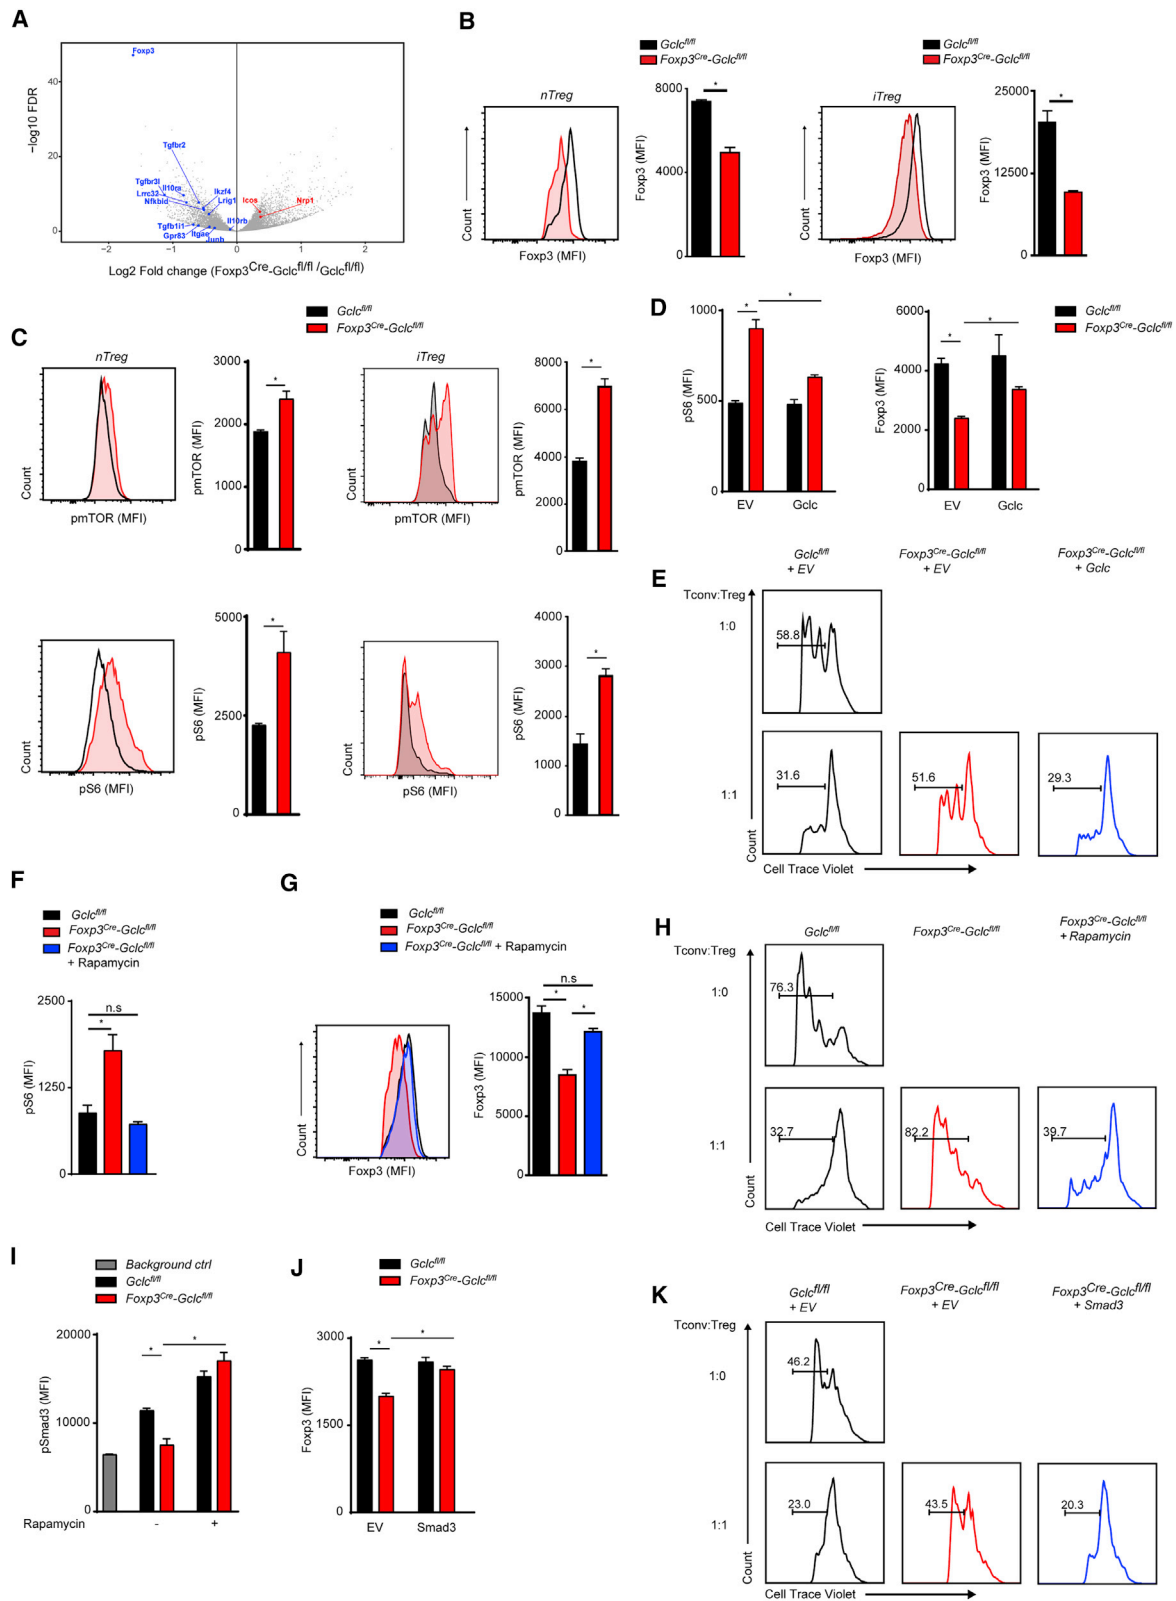 A
−log10 FDR
40
20
0
Foxp3
Tgfbr2
Tgfbr3l
Il10ra
Lrrc32
Nfkbid
Ikzf4
Lrig1
Tgfb1i1
Gpr83
Itgae
Junb
Il10rb
Icos
Nrp1
−2
−1
0
1
2
Log2 Fold change (Foxp3Cre-Gclcfl/fl /Gclcfl/fl)
B
Gclcfl/fl
Foxp3Cre-Gclcfl/fl
nTreg
Count
Foxp3 (MFI)
Foxp3 (MFI)
8000
4000
0
*
Gclcfl/fl
Foxp3Cre-Gclcfl/fl
iTreg
Count
Foxp3 (MFI)
Foxp3 (MFI)
25000
12500
0
*
C
Gclcfl/fl
Foxp3Cre-Gclcfl/fl
nTreg
Count
pmTOR (MFI)
pmTOR (MFI)
3000
2000
1000
0
*
iTreg
Count
pmTOR (MFI)
pmTOR (MFI)
8000
6000
4000
2000
0
*
Count
pS6 (MFI)
pS6 (MFI)
5000
2500
0
*
Count
pS6 (MFI)
pS6 (MFI)
4000
3000
2000
1000
0
*
D
pS6 (MFI)
1000
500
0
*
*
EV
Gclc
Foxp3 (MFI)
6000
4000
2000
0
*
*
EV
Gclc
Gclcfl/fl
Foxp3Cre-Gclcfl/fl
E
Gclcfl/fl
+ EV
Foxp3Cre-Gclcfl/fl
+ EV
Foxp3Cre-Gclcfl/fl
+ Gclc
Tconv:Treg
1:0
58.8
1:1
31.6
51.6
29.3
Count
Cell Trace Violet
F
Gclcfl/fl
Foxp3Cre-Gclcfl/fl
Foxp3Cre-Gclcfl/fl
+ Rapamycin
pS6 (MFI)
2500
1250
0
n.s
*
G
Gclcfl/fl
Foxp3Cre-Gclcfl/fl
Foxp3Cre-Gclcfl/fl + Rapamycin
Count
Foxp3 (MFI)
Foxp3 (MFI)
15000
10000
5000
0
n.s
*
*
H
Gclcfl/fl
Foxp3Cre-Gclcfl/fl
Foxp3Cre-Gclcfl/fl
+ Rapamycin
Tconv:Treg
1:0
76.3
1:1
32.7
82.2
39.7
Count
Cell Trace Violet
I
Background ctrl
Gclcfl/fl
Foxp3Cre-Gclcfl/fl
pSmad3 (MFI)
20000
10000
0
*
*
Rapamycin
-
+
J
Gclcfl/fl
Foxp3Cre-Gclcfl/fl
Foxp3 (MFI)
3000
1500
0
*
*
EV
Smad3
K
Gclcfl/fl
+ EV
Foxp3Cre-Gclcfl/fl
+ EV
Foxp3Cre-Gclcfl/fl
+ Smad3
Tconv:Treg
1:0
46.2
1:1
23.0
43.5
20.3
Count
Cell Trace Violet